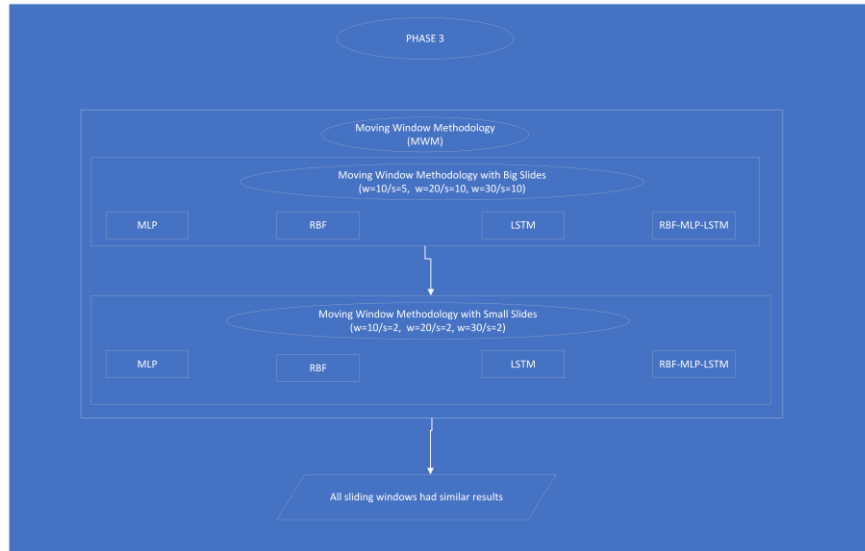 PHASE 3
Moving Window Methodology
(MWM)
Moving Window Methodology with Big Slides
(w=10/s=5, w=20/s=10, w=30/s=10)
MLP
RBF
LSTM
RBF-MLP-LSTM
Moving Window Methodology with Small Slides
(w=10/s=2, w=20/s=2, w=30/s=2)
MLP
RBF
LSTM
RBF-MLP-LSTM
All sliding windows had similar results